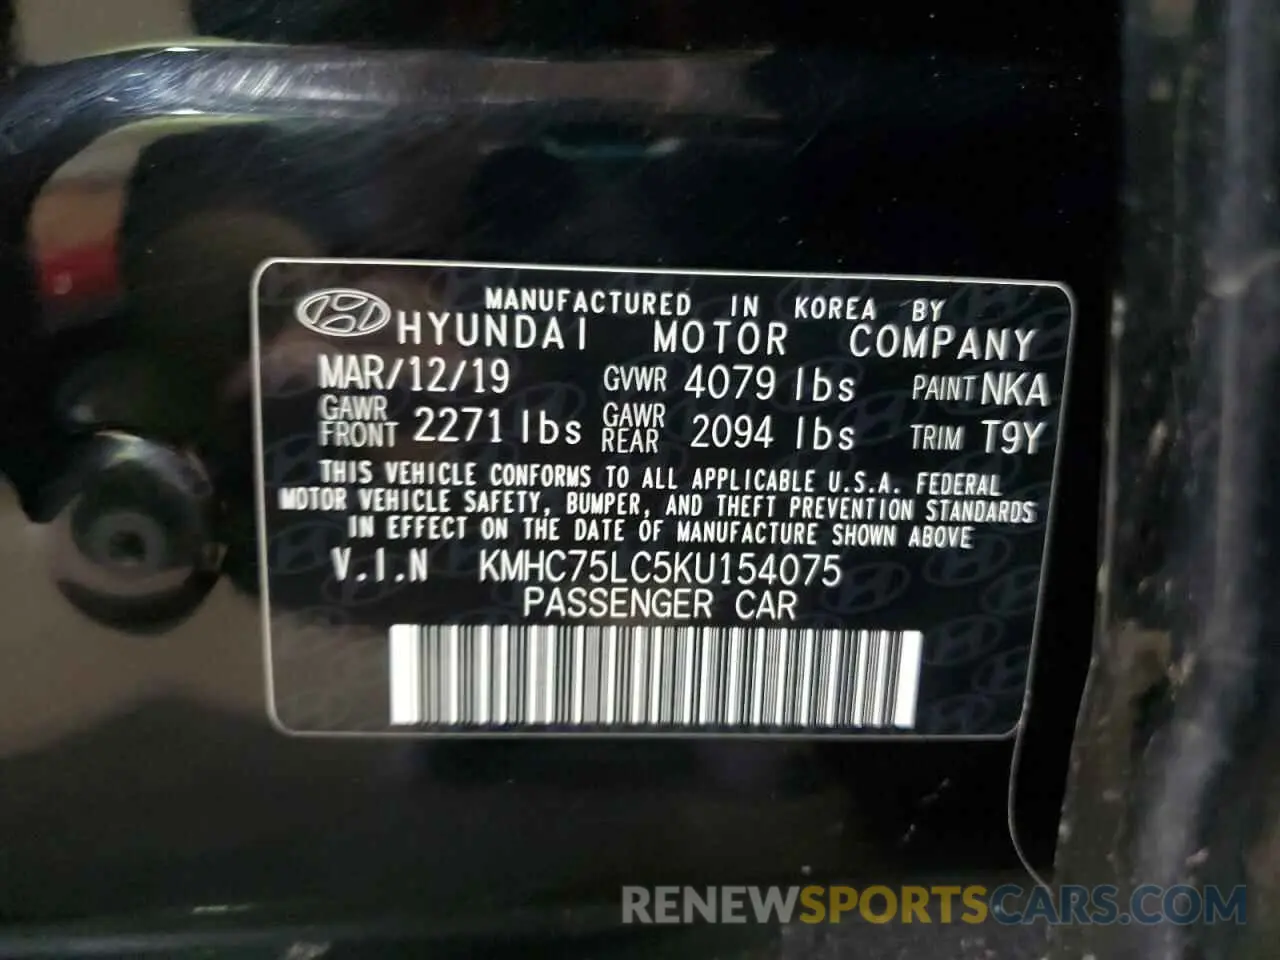 MANUFACTURED IN KOREA BY
HYUNDAI MOTOR COMPANY
MAR/12/19 GVWR 4079 lbs PAINT NKA
GAWR FRONT 2271 lbs GAWR REAR 2094 lbs TRIM T9Y
THIS VEHICLE CONFORMS TO ALL APPLICABLE U.S.A. FEDERAL
MOTOR VEHICLE SAFETY, BUMPER, AND THEFT PREVENTION STANDARDS
IN EFFECT ON THE DATE OF MANUFACTURE SHOWN ABOVE
V.I.N KMHC75LC5KU154075
PASSENGER CAR
RENEWSPORTSCARS.COM